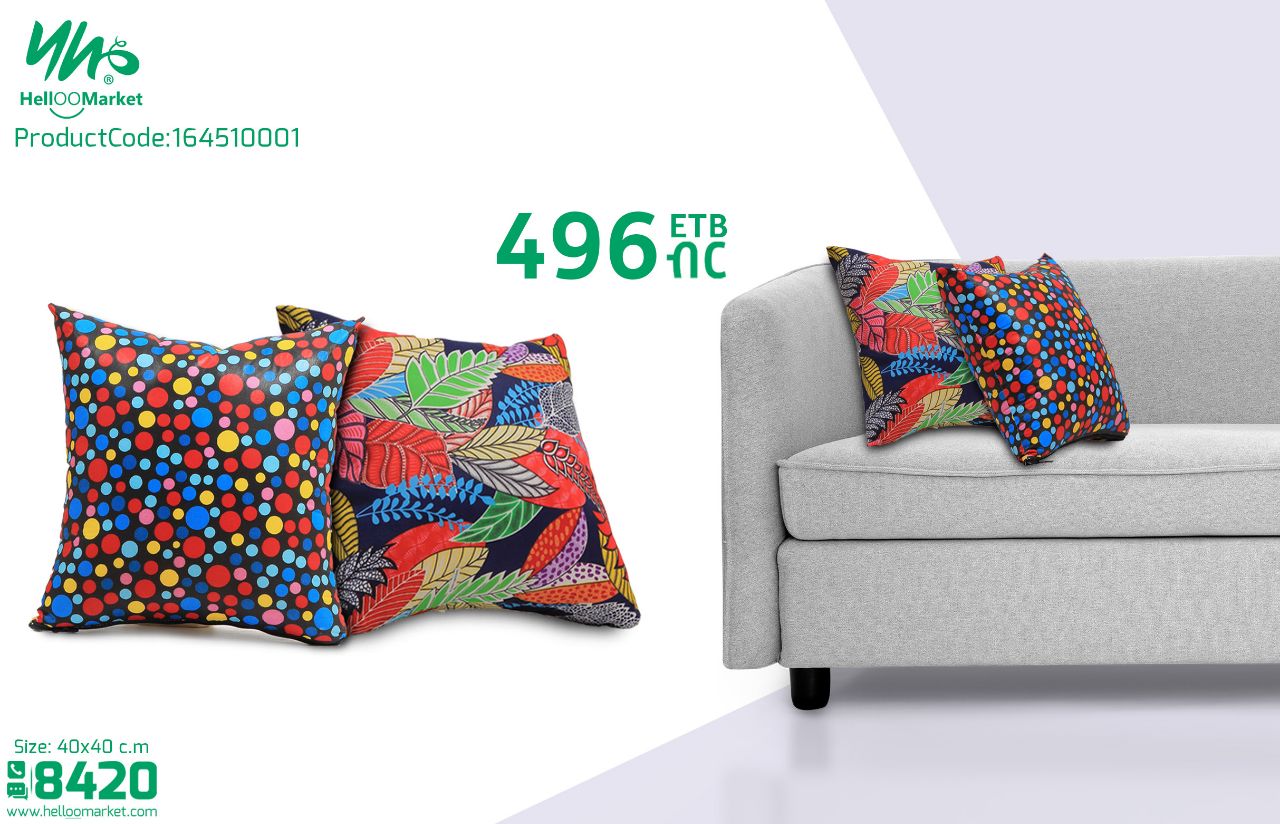 HellOOMarket
®
ProductCode:164510001
496 ETB
ብር
Size: 40x40 c.m
8420
www.helloomarket.com